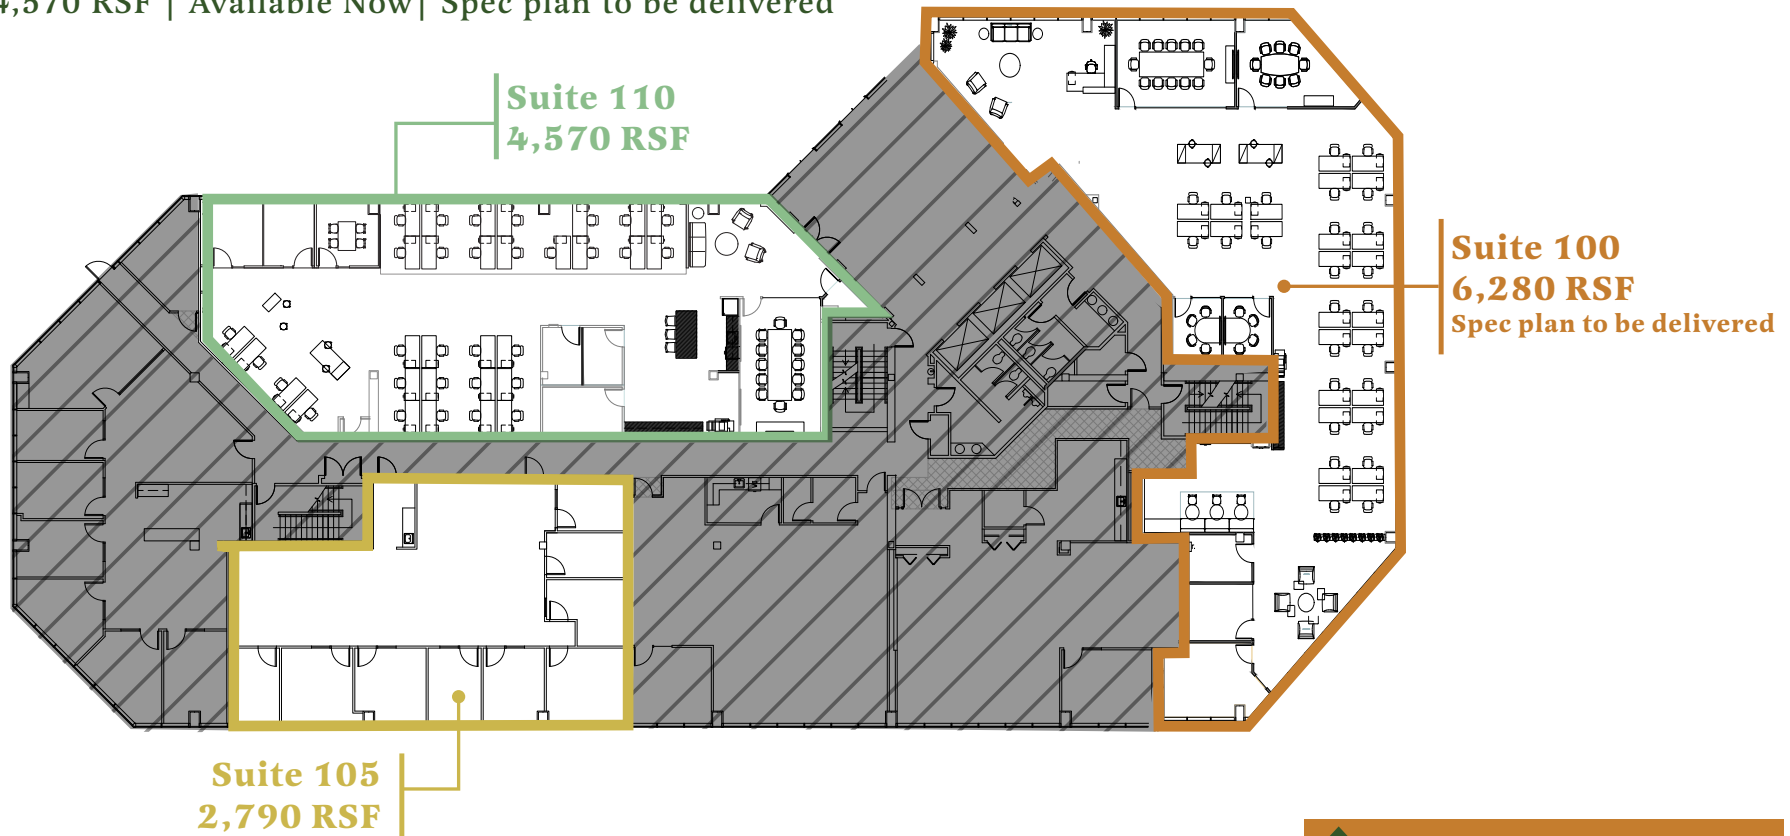 4,570 RSF | Available Now| Spec plan to be delivered
Suite 110
4,570 RSF
Suite 100
6,280 RSF
Spec plan to be delivered
Suite 105
2,790 RSF